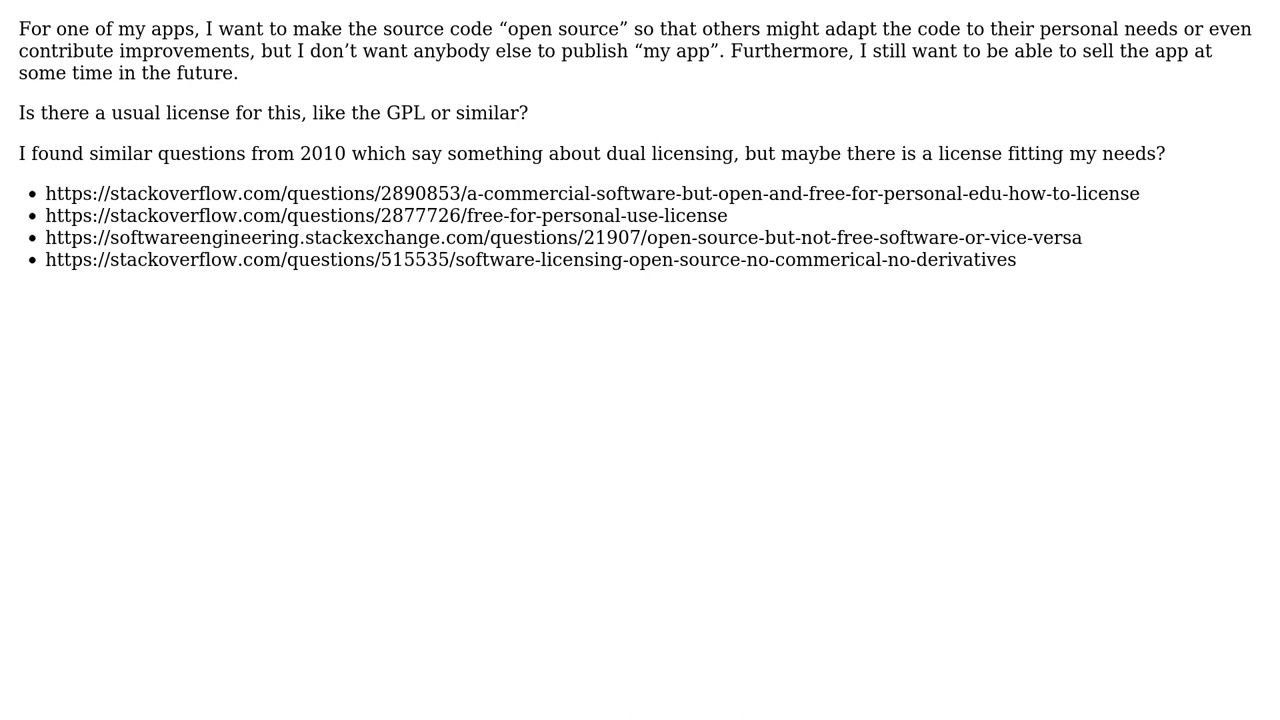 For one of my apps, I want to make the source code “open source” so that others might adapt the code to their personal needs or even
contribute improvements, but I don’t want anybody else to publish “my app”. Furthermore, I still want to be able to sell the app at
some time in the future.
Is there a usual license for this, like the GPL or similar?
I found similar questions from 2010 which say something about dual licensing, but maybe there is a license fitting my needs?
• https://stackoverflow.com/questions/2890853/a-commercial-software-but-open-and-free-for-personal-edu-how-to-license
• https://stackoverflow.com/questions/2877726/free-for-personal-use-license
• https://softwareengineering.stackexchange.com/questions/21907/open-source-but-not-free-software-or-vice-versa
• https://stackoverflow.com/questions/515535/software-licensing-open-source-no-commerical-no-derivatives